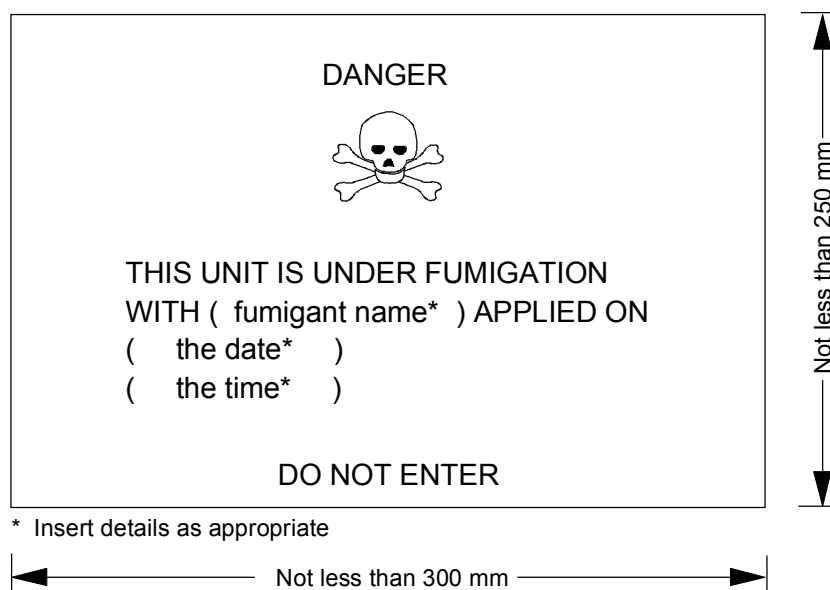 DANGER
THIS UNIT IS UNDER FUMIGATION
WITH ( fumigant name* ) APPLIED ON
( the date* )
( the time* )
DO NOT ENTER
* Insert details as appropriate
Not less than 300 mm
Not less than 250 mm